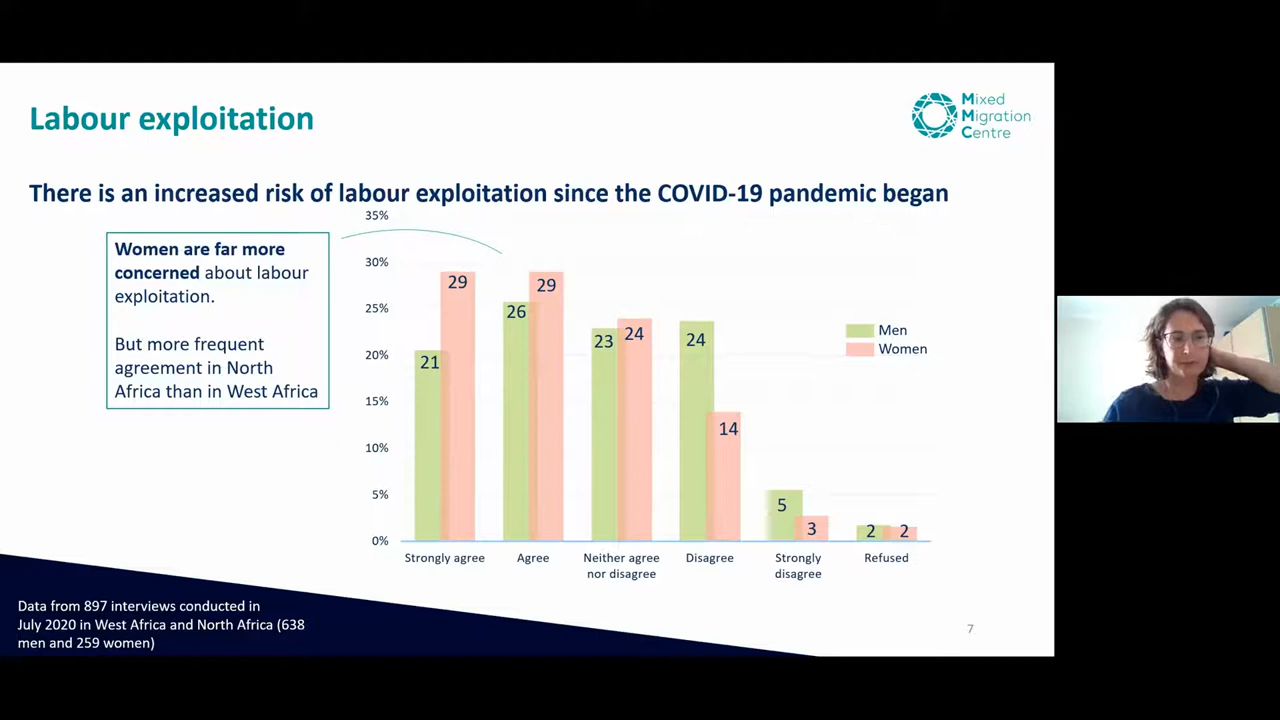 Labour exploitation
Mixed
Migration
Centre
There is an increased risk of labour exploitation since the COVID-19 pandemic began
Women are far more
concerned about labour
exploitation.
But more frequent
agreement in North
Africa than in West Africa
35%
30%
25%
20%
15%
10%
5%
0%
21
29
26
29
23
24
24
14
5
3
2
2
Men
Women
Strongly agree
Agree
Neither agree
nor disagree
Disagree
Strongly
disagree
Refused
Data from 897 interviews conducted in
July 2020 in West Africa and North Africa (638
men and 259 women)
7